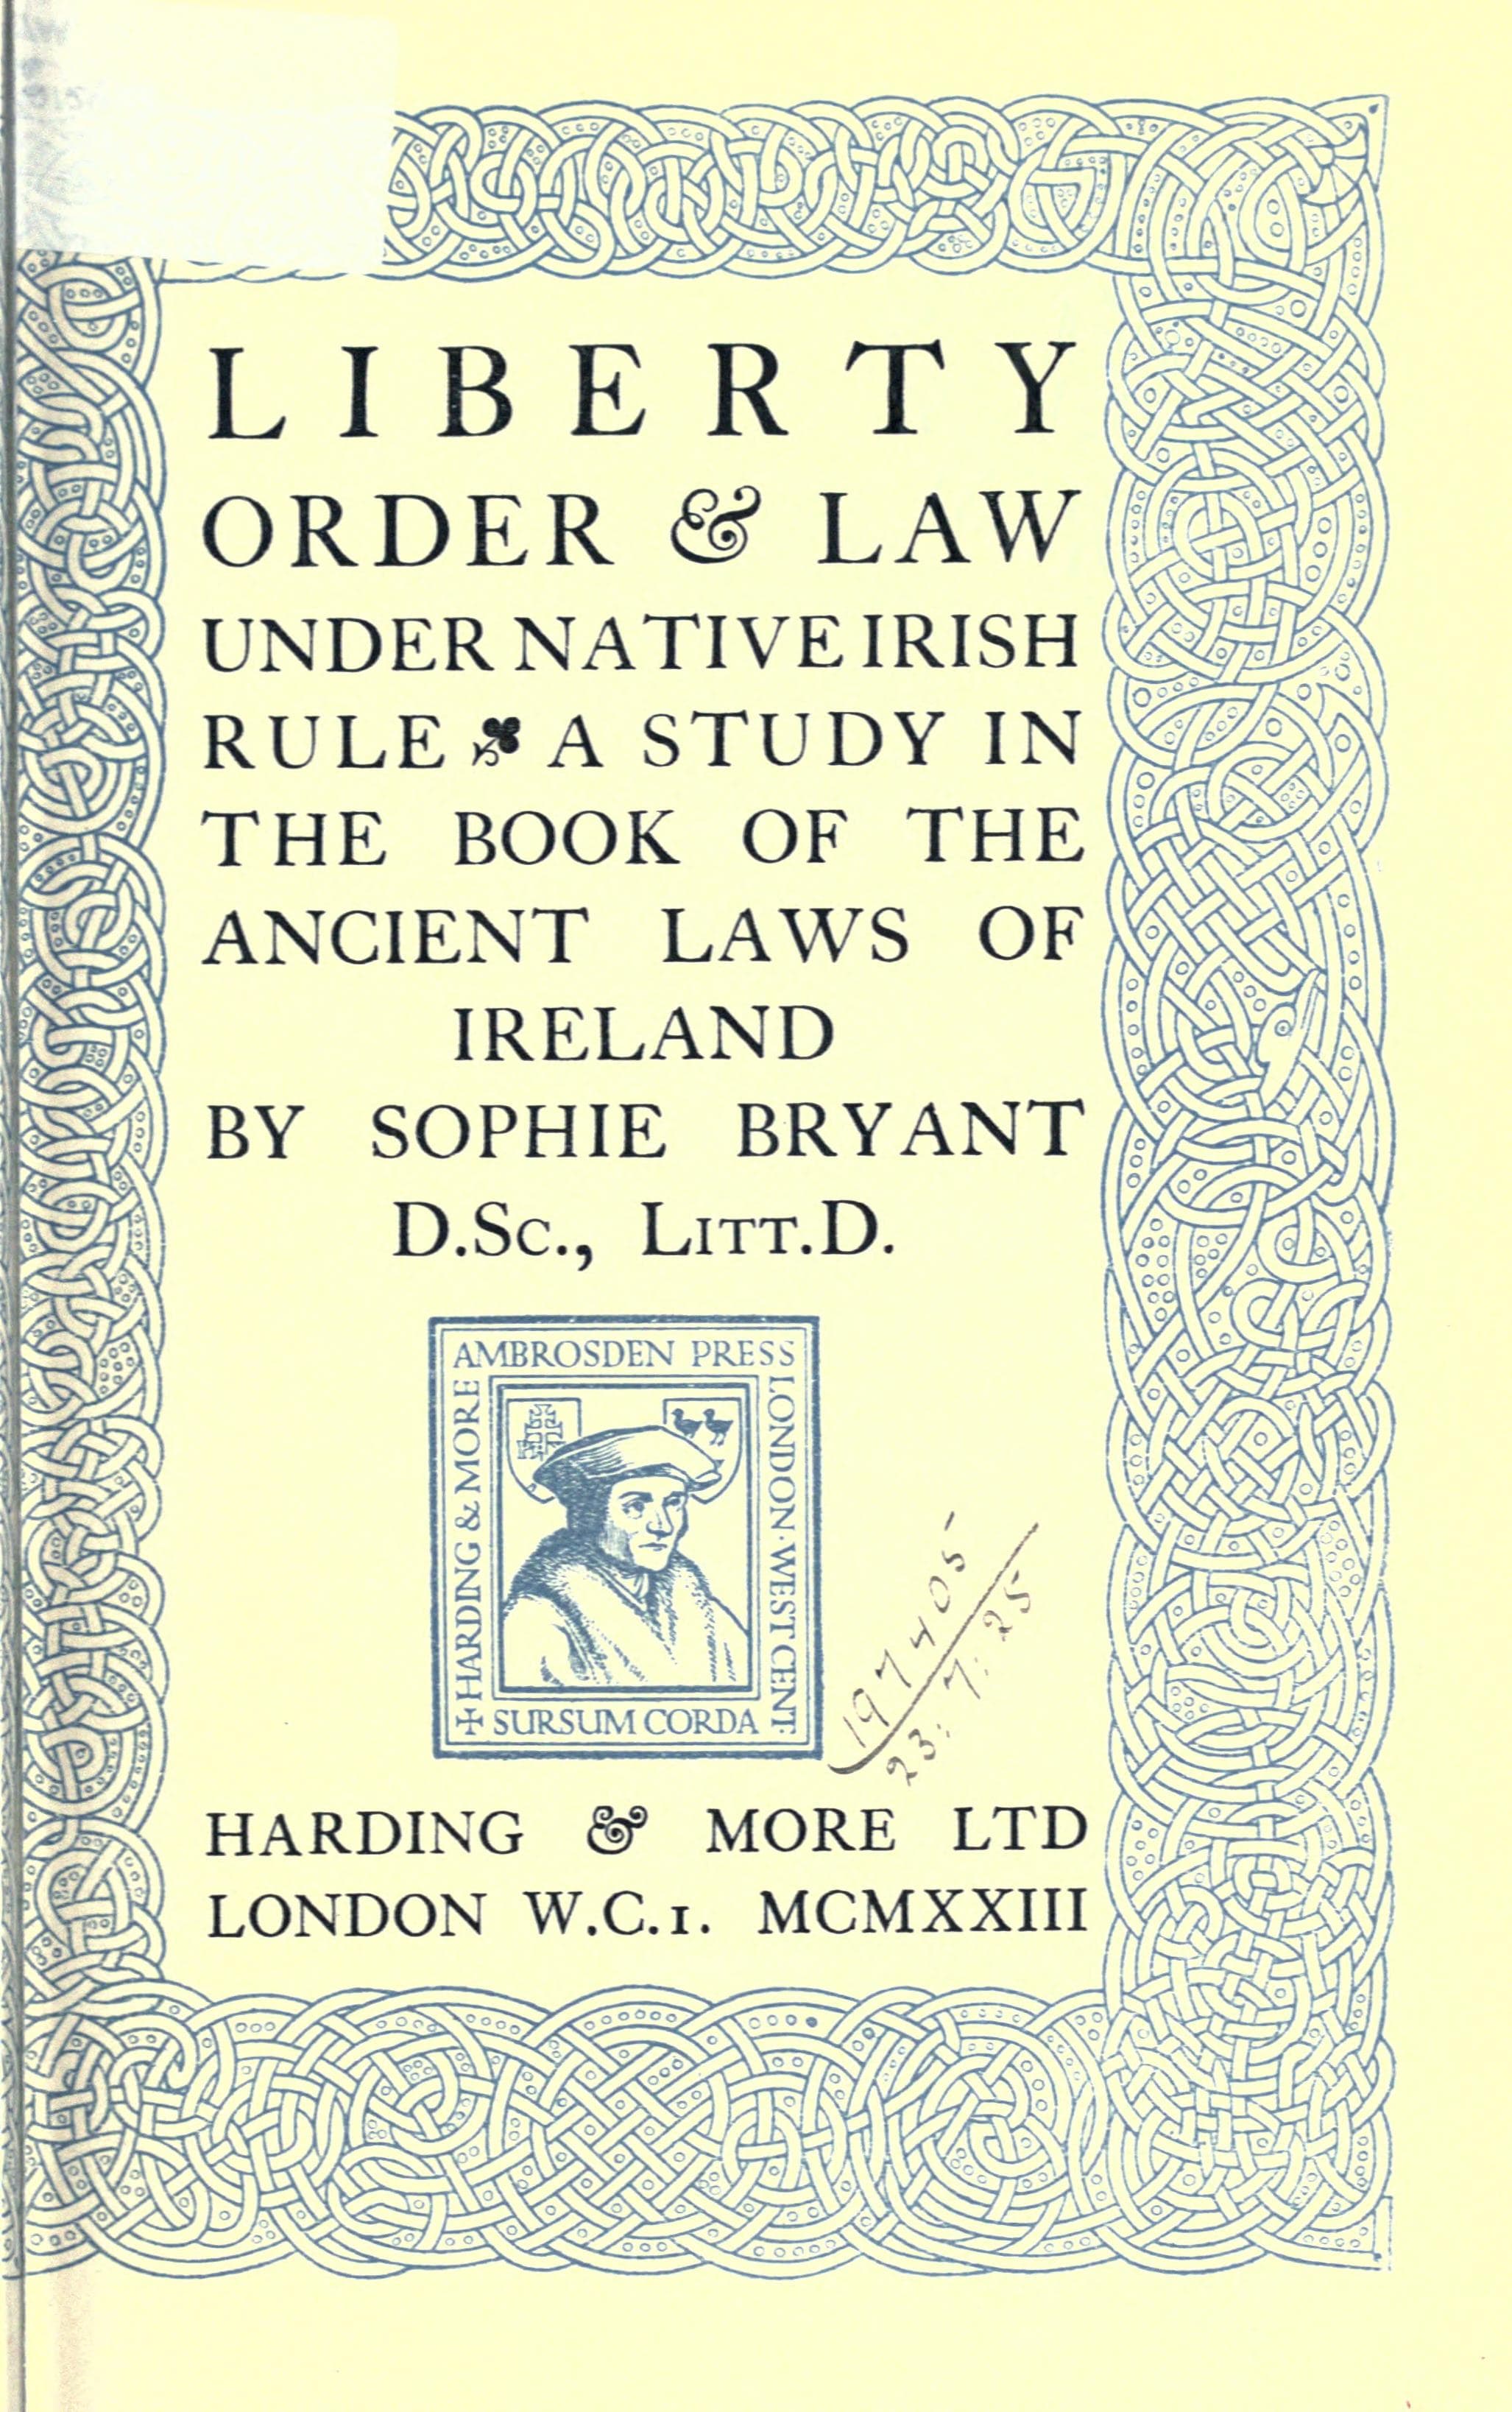 LIBERTY
ORDER & LAW
UNDER NATIVE IRISH
RULE A STUDY IN
THE BOOK OF THE
ANCIENT LAWS OF
IRELAND
BY SOPHIE BRYANT
D.Sc., Litt.D.
AMBROSDEN PRESS
HARDING & MORE
LONDON · WEST CENT
SURSUM CORDA
197405
23: 7: 25
HARDING & MORE LTD
LONDON W.C.1. MCMXXIII